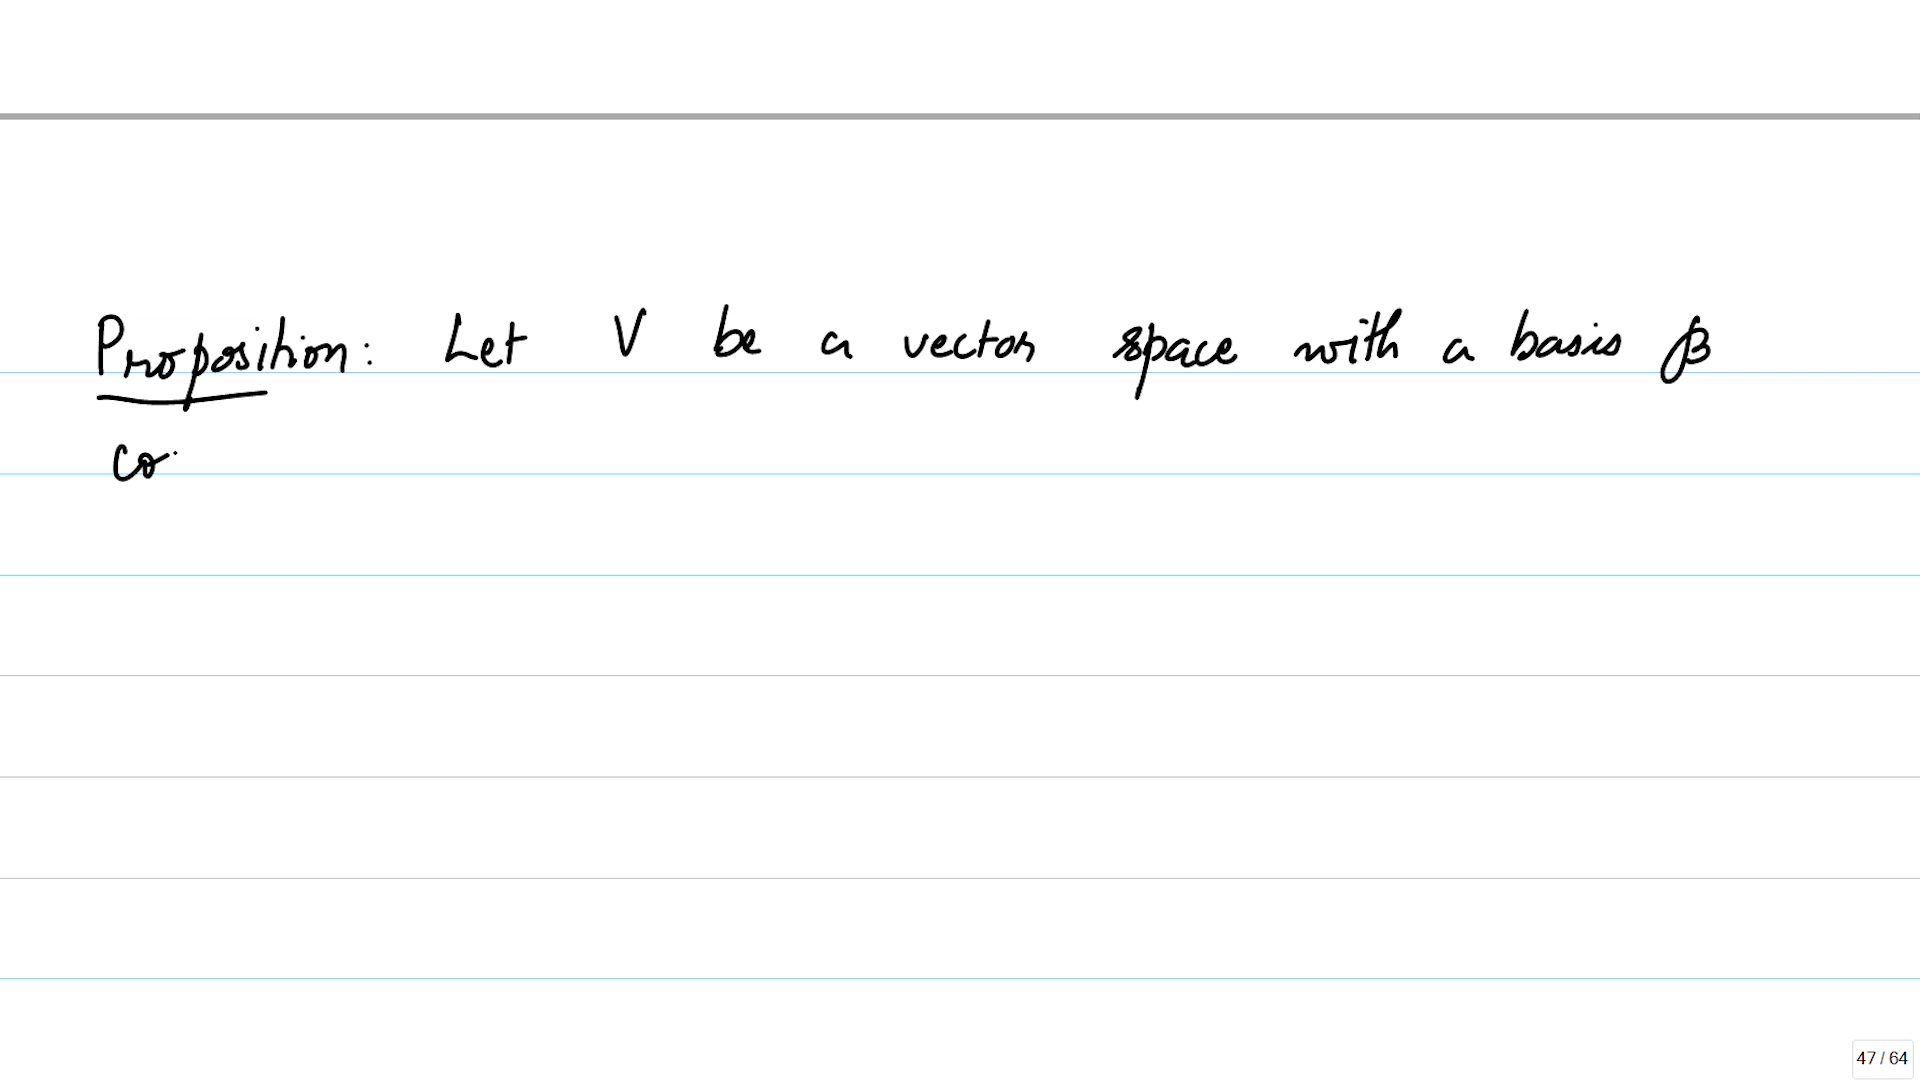 Proposition: Let V be a vector space with a basis β
co
47 / 64